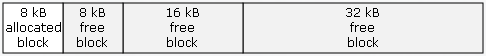 8 kB
allocated
block
8 kB
free
block
16 kB
free
block
32 kB
free
block